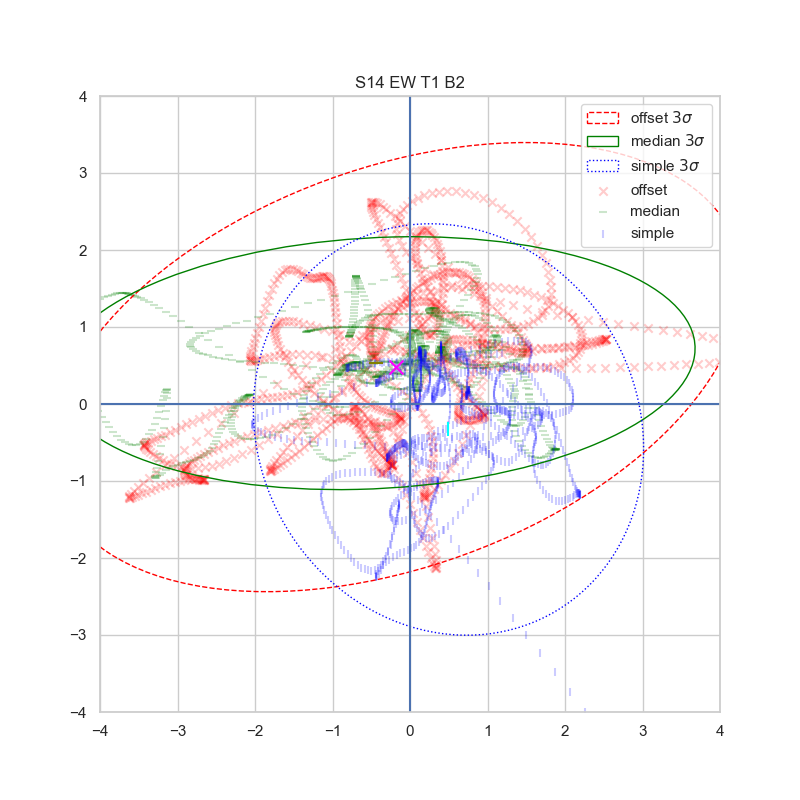 S14 EW T1 B2
offset 3σ
median 3σ
simple 3σ
offset
median
simple
4
3
2
1
0
−1
−2
−3
−4
−4 −3 −2 −1 0 1 2 3 4